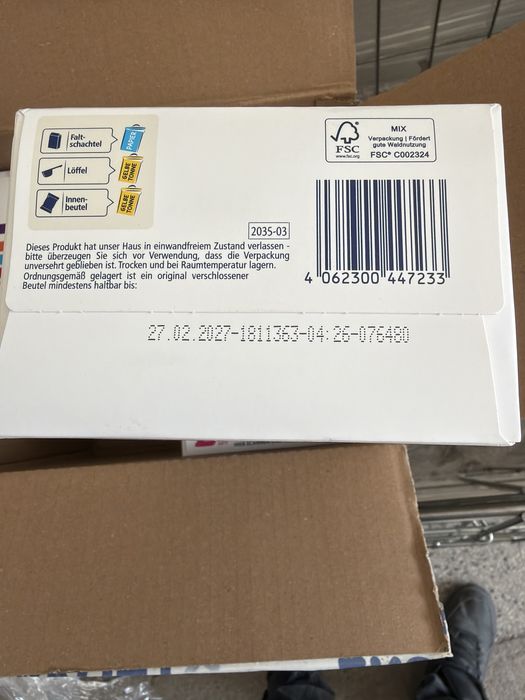 Falt-
schachtel
PAPIER
Löffel
GELBE
TONNE
Innen-
beutel
GELBE
TONNE
FSC
www.fsc.org
MIX
Verpackung | Fördert
gute Waldnutzung
FSC® C002324
2035-03
Dieses Produkt hat unser Haus in einwandfreiem Zustand verlassen -
bitte überzeugen Sie sich vor Verwendung, dass die Verpackung
unversehrt geblieben ist. Trocken und bei Raumtemperatur lagern.
Ordnungsgemäß gelagert ist ein original verschlossener
Beutel mindestens haltbar bis:
4 062300 447233
27.02.2027-1811363-04:26-076480